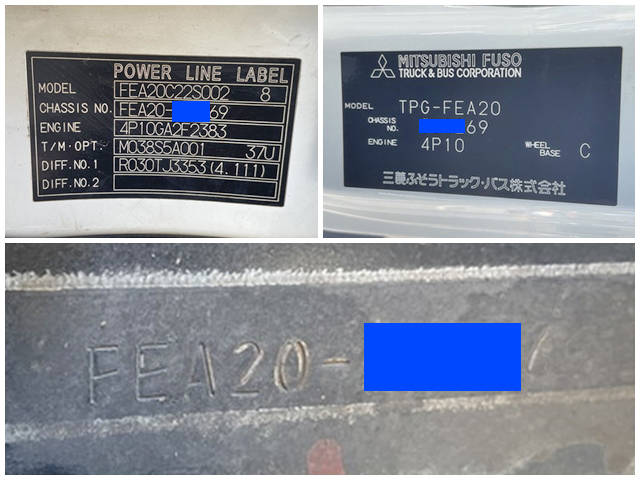 POWER LINE LABEL
MODEL FEA20C22S002 8
CHASSIS NO. FEA20- 69
ENGINE 4P10GA2F2383
T/M·OPT. M038S5A001 37U
DIFF.NO.1 R030TJ3353(4.111)
DIFF.NO.2
MITSUBISHI FUSO
TRUCK & BUS CORPORATION
MODEL TPG-FEA20
CHASSIS NO. 69
ENGINE 4P10 WHEEL BASE C
三菱ふそうトラック・バス株式会社
FEA20-